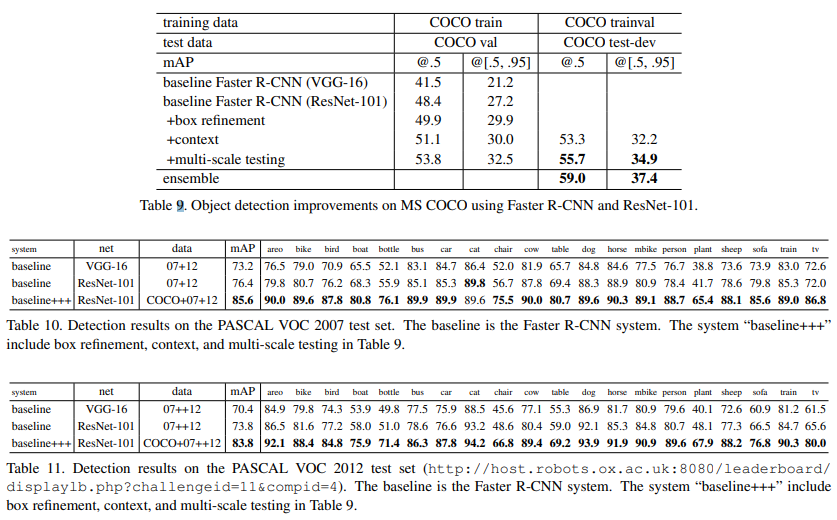 training data COCO train COCO trainval
test data COCO val COCO test-dev
mAP @.5 @[.5, .95] @.5 @[.5, .95]
baseline Faster R-CNN (VGG-16) 41.5 21.2
baseline Faster R-CNN (ResNet-101) 48.4 27.2
+box refinement 49.9 29.9
+context 51.1 30.0 53.3 32.2
+multi-scale testing 53.8 32.5 55.7 34.9
ensemble 59.0 37.4
Table 9. Object detection improvements on MS COCO using Faster R-CNN and ResNet-101.
system net data mAP areo bike bird boat bottle bus car cat chair cow table dog horse mbike person plant sheep sofa train tv
baseline VGG-16 07+12 73.2 76.5 79.0 70.9 65.5 52.1 83.1 84.7 86.4 52.0 81.9 65.7 84.8 84.6 77.5 76.7 38.8 73.6 73.9 83.0 72.6
baseline ResNet-101 07+12 76.4 79.8 80.7 76.2 68.3 55.9 85.1 85.3 89.8 56.7 87.8 69.4 88.3 88.9 80.9 78.4 41.7 78.6 79.8 85.3 72.0
baseline+++ ResNet-101 COCO+07+12 85.6 90.0 89.6 87.8 80.8 76.1 89.9 89.9 89.6 75.5 90.0 80.7 89.6 90.3 89.1 88.7 65.4 88.1 85.6 89.0 86.8
Table 10. Detection results on the PASCAL VOC 2007 test set. The baseline is the Faster R-CNN system. The system “baseline+++”
include box refinement, context, and multi-scale testing in Table 9.
system net data mAP areo bike bird boat bottle bus car cat chair cow table dog horse mbike person plant sheep sofa train tv
baseline VGG-16 07++12 70.4 84.9 79.8 74.3 53.9 49.8 77.5 75.9 88.5 45.6 77.1 55.3 86.9 81.7 80.9 79.6 40.1 72.6 60.9 81.2 61.5
baseline ResNet-101 07++12 73.8 86.5 81.6 77.2 58.0 51.0 78.6 76.6 93.2 48.6 80.4 59.0 92.1 85.3 84.8 80.7 48.1 77.3 66.5 84.7 65.6
baseline+++ ResNet-101 COCO+07++12 83.8 92.1 88.4 84.8 75.9 71.4 86.3 87.8 94.2 66.8 89.4 69.2 93.9 91.9 90.9 89.6 67.9 88.2 76.8 90.3 80.0
Table 11. Detection results on the PASCAL VOC 2012 test set (http://host.robots.ox.ac.uk:8080/leaderboard/
displaylb.php?challengeid=11&compid=4). The baseline is the Faster R-CNN system. The system “baseline+++” include
box refinement, context, and multi-scale testing in Table 9.